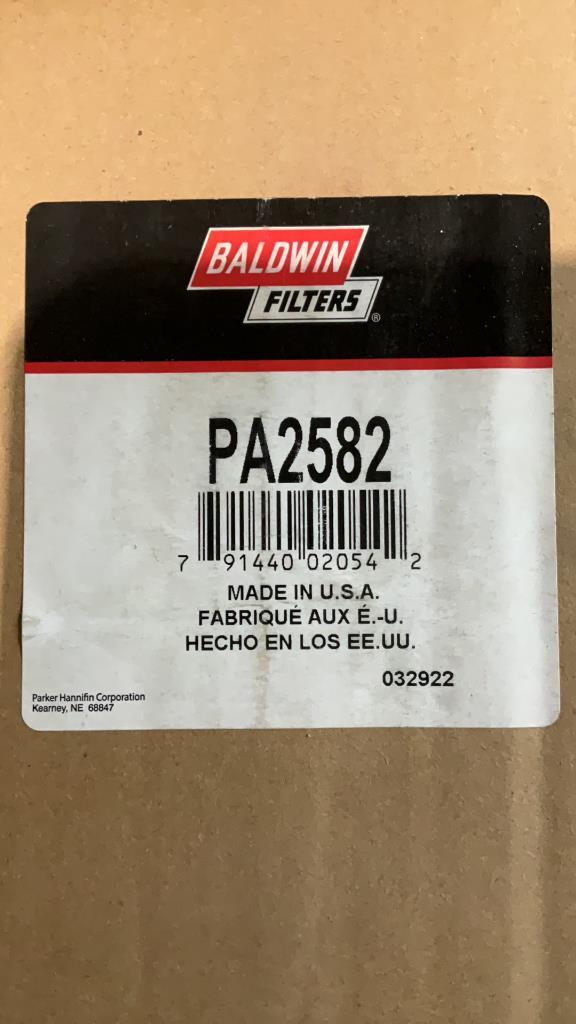 BALDWIN
FILTERS®
PA2582
7 91440 02054 2
MADE IN U.S.A.
FABRIQUÉ AUX É.-U.
HECHO EN LOS EE.UU.
032922
Parker Hannifin Corporation
Kearney, NE 68847